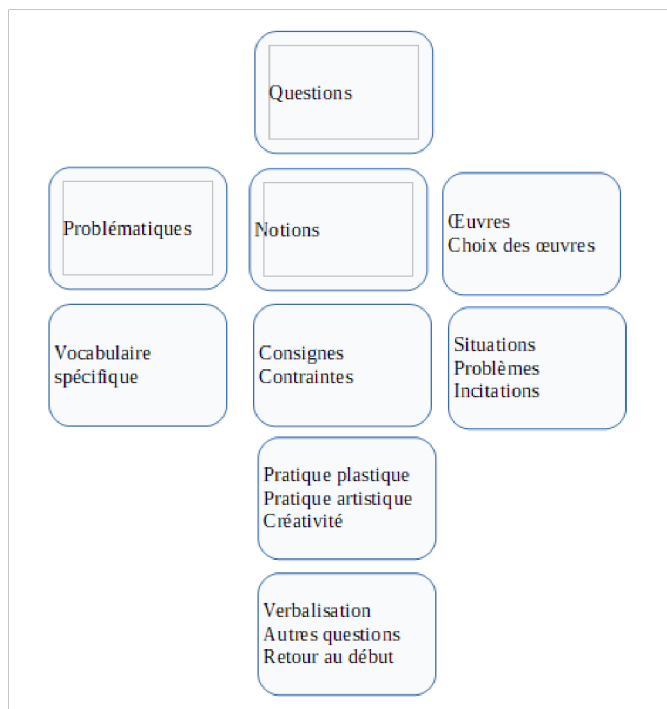 Questions
Problématiques
Notions
Œuvres
Choix des œuvres
Vocabulaire
spécifique
Consignes
Contraintes
Situations
Problèmes
Incitations
Pratique plastique
Pratique artistique
Créativité
Verbalisation
Autres questions
Retour au début